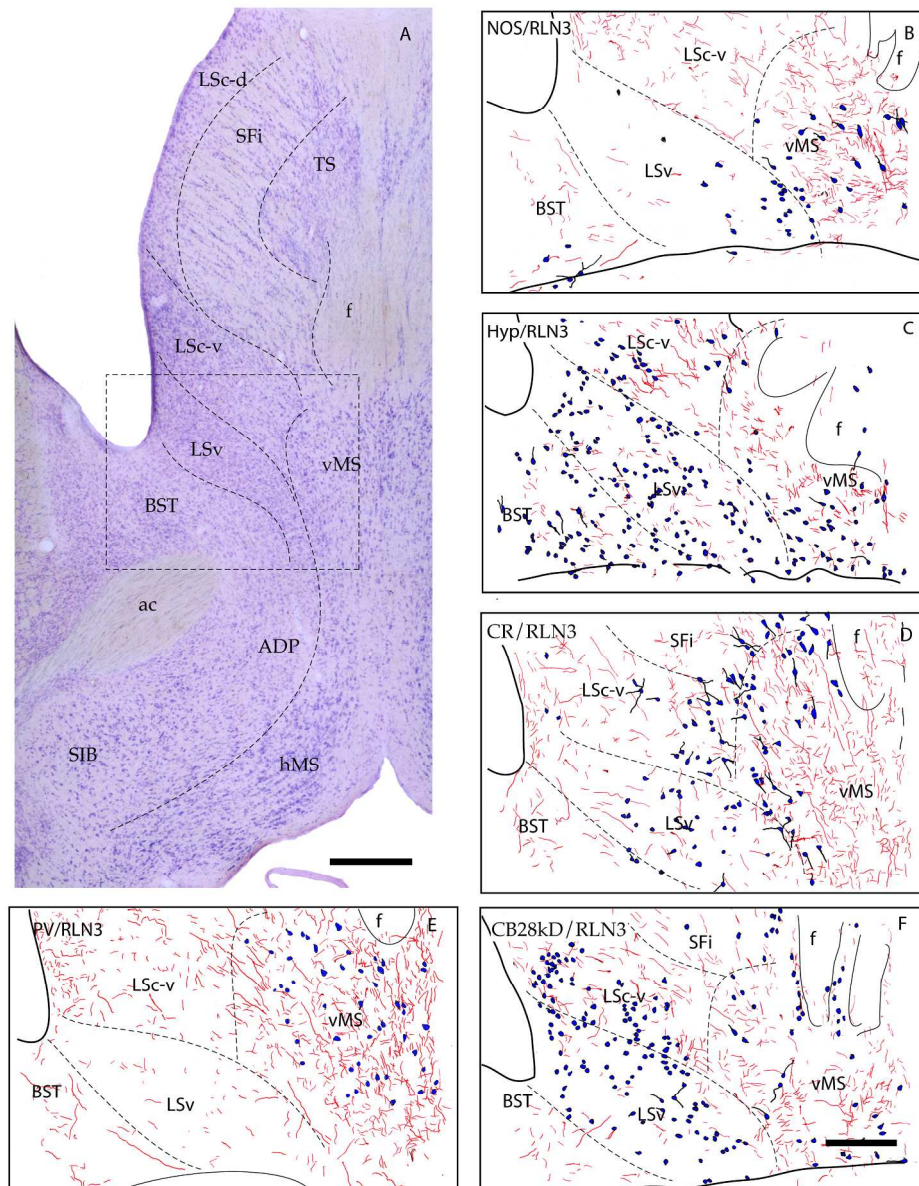 A
LSc-d
SFi
TS
f
LSc-v
LSv
vMS
BST
ac
ADP
SIB
hMS
NOS/RLN3
B
LSc-v
f
vMS
LSv
BST
Hyp/RLN3
C
LSc-v
f
vMS
LSv
BST
CR/RLN3
D
SFi
f
LSc-v
vMS
LSv
BST
PV/RLN3
E
f
LSc-v
vMS
BST
LSv
CB28kD/RLN3
F
SFi
f
LSc-v
vMS
BST
LSv